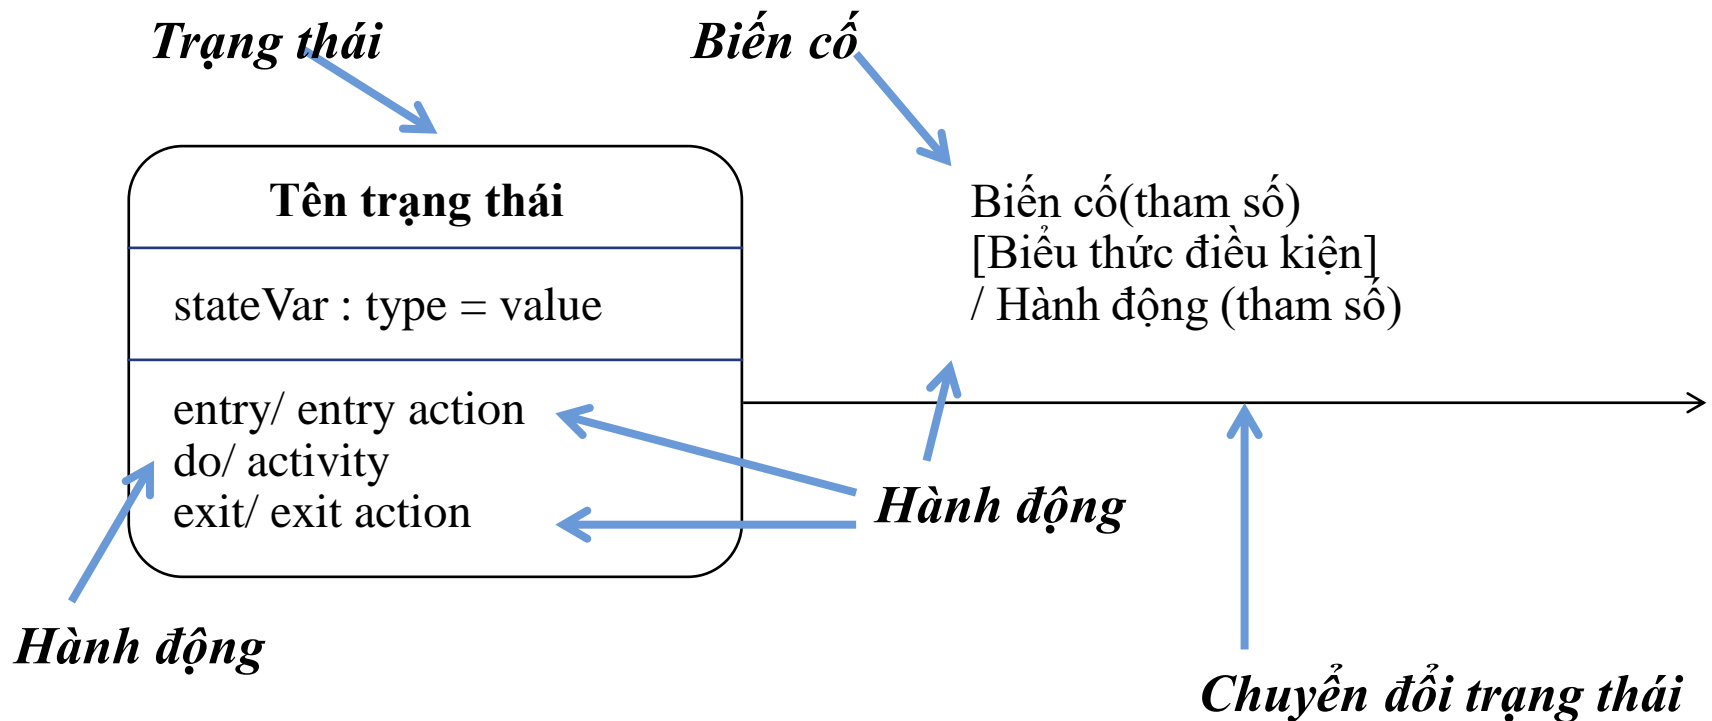 Trạng thái
Biến cố
Tên trạng thái
stateVar : type = value
entry/ entry action
do/ activity
exit/ exit action
Biến cố(tham số)
[Biểu thức điều kiện]
/ Hành động (tham số)
Hành động
Hành động
Chuyển đổi trạng thái